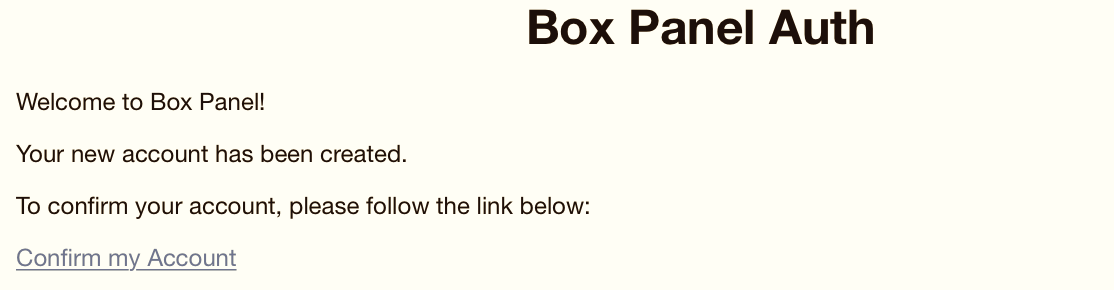 Box Panel Auth
Welcome to Box Panel!
Your new account has been created.
To confirm your account, please follow the link below:
Confirm my Account